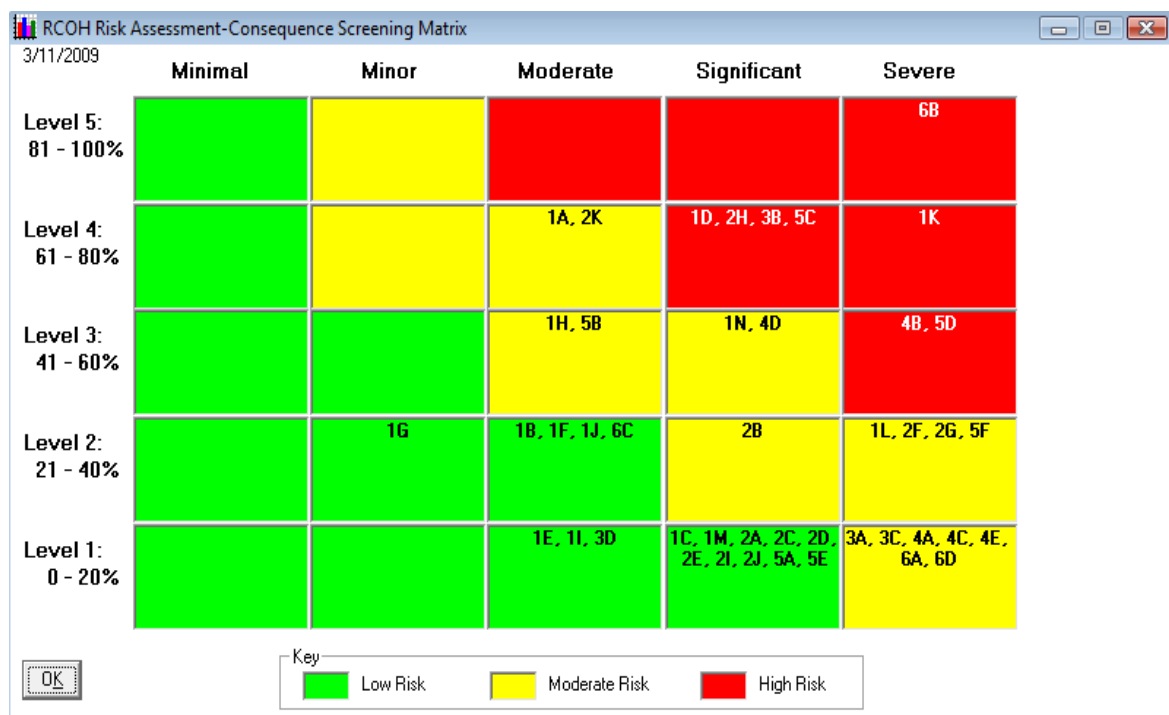 RCOH Risk Assessment-Consequence Screening Matrix
3/11/2009
Minimal Minor Moderate Significant Severe
Level 5:
81 - 100%
6B
Level 4:
61 - 80%
1A, 2K
1D, 2H, 3B, 5C
1K
Level 3:
41 - 60%
1H, 5B
1N, 4D
4B, 5D
Level 2:
21 - 40%
1G
1B, 1F, 1J, 6C
2B
1L, 2F, 2G, 5F
Level 1:
0 - 20%
1E, 1I, 3D
1C, 1M, 2A, 2C, 2D,
2E, 2I, 2J, 5A, 5E
3A, 3C, 4A, 4C, 4E,
6A, 6D
OK
Key
Low Risk
Moderate Risk
High Risk